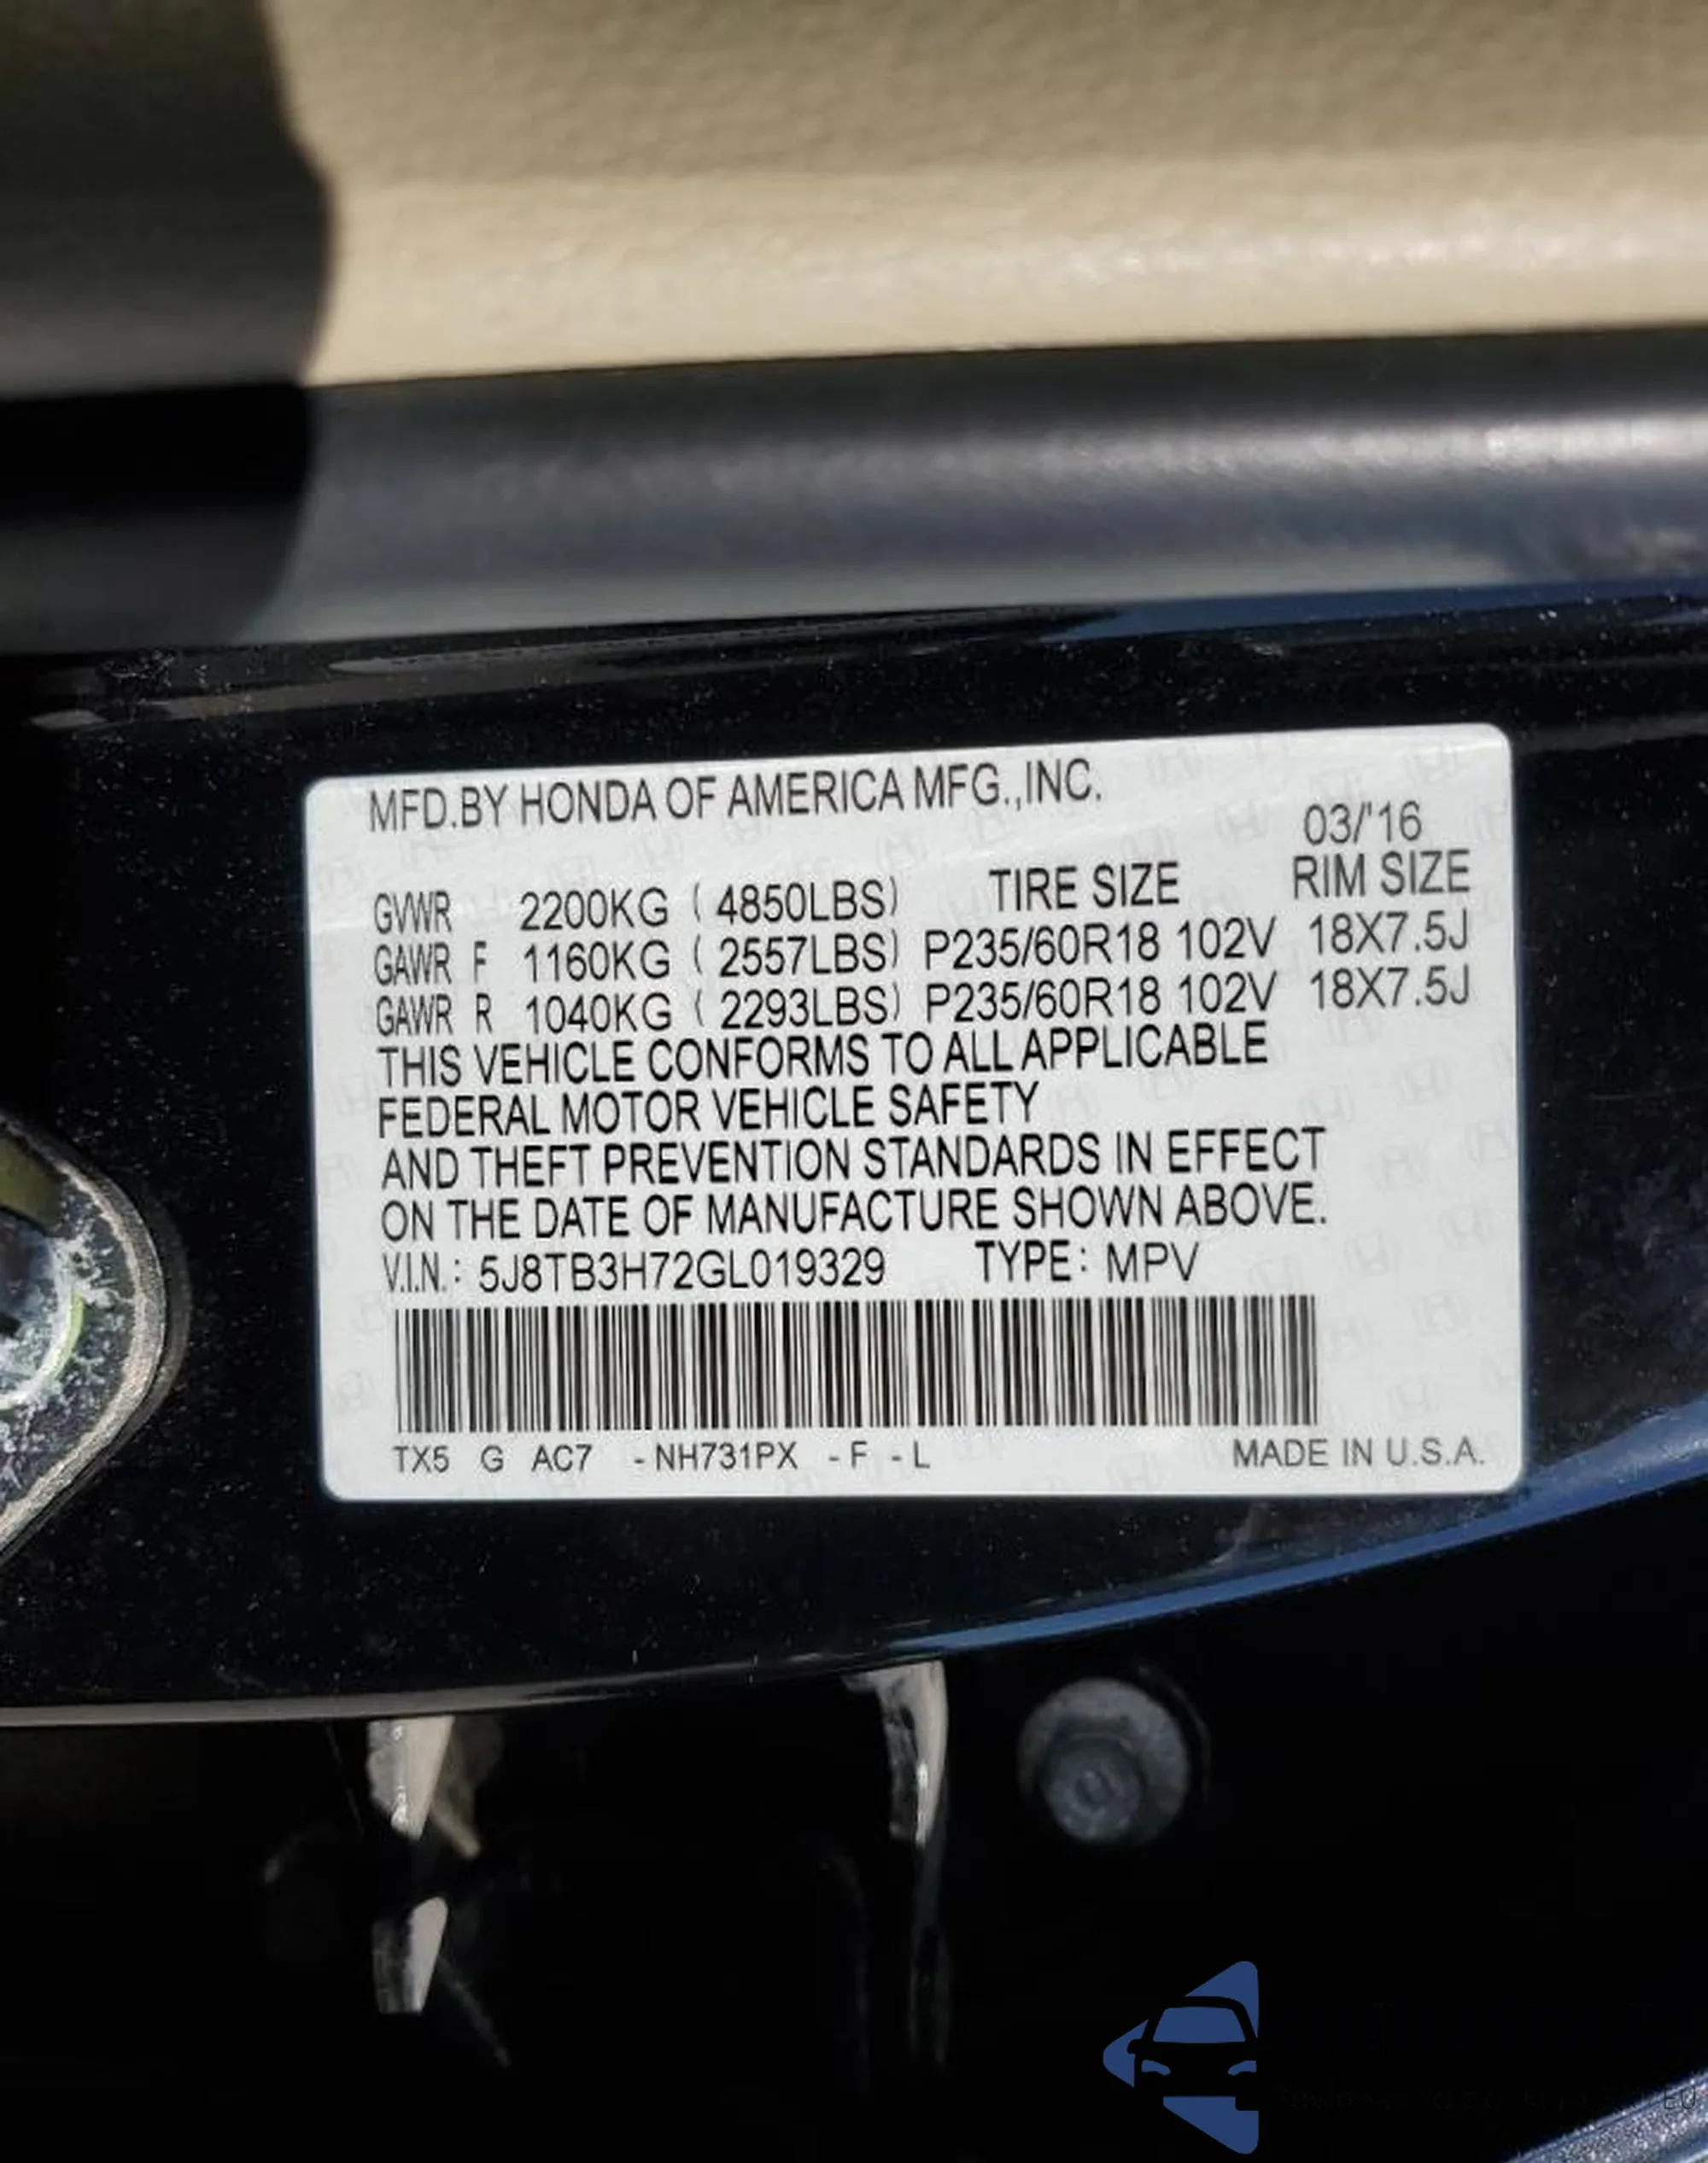 MFD.BY HONDA OF AMERICA MFG.,INC.
03/'16
GVWR 2200KG ( 4850LBS) TIRE SIZE RIM SIZE
GAWR F 1160KG ( 2557LBS) P235/60R18 102V 18X7.5J
GAWR R 1040KG ( 2293LBS) P235/60R18 102V 18X7.5J
THIS VEHICLE CONFORMS TO ALL APPLICABLE
FEDERAL MOTOR VEHICLE SAFETY
AND THEFT PREVENTION STANDARDS IN EFFECT
ON THE DATE OF MANUFACTURE SHOWN ABOVE.
V.I.N.: 5J8TB3H72GL019329 TYPE: MPV
TX5 G AC7 -NH731PX -F -L MADE IN U.S.A.